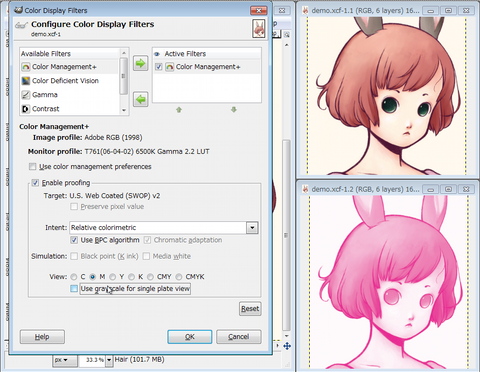 Color Display Filters
Configure Color Display Filters
demo.xcf-1
Available Filters
Color Management+
Color Deficient Vision
Gamma
Contrast
Active Filters
Color Management+
Color Management+
Image profile: Adobe RGB (1998)
Monitor profile: T761(06-04-02) 6500K Gamma 2.2 LUT
Use color management preferences
Enable proofing
Target: U.S. Web Coated (SWOP) v2
Preserve pixel value
Intent: Relative colorimetric
Use BPC algorithm
Chromatic adaptation
Simulation: Black point (K ink) Media white
View: C M Y K CMY CMYK
Use grayscale for single plate view
Reset
Help
OK
Cancel
px
33.3 %
Hair (101.7 MB)
demo.xcf-1.1 (RGB, 6 layers) 16...
demo.xcf-1.2 (RGB, 6 layers) 16...